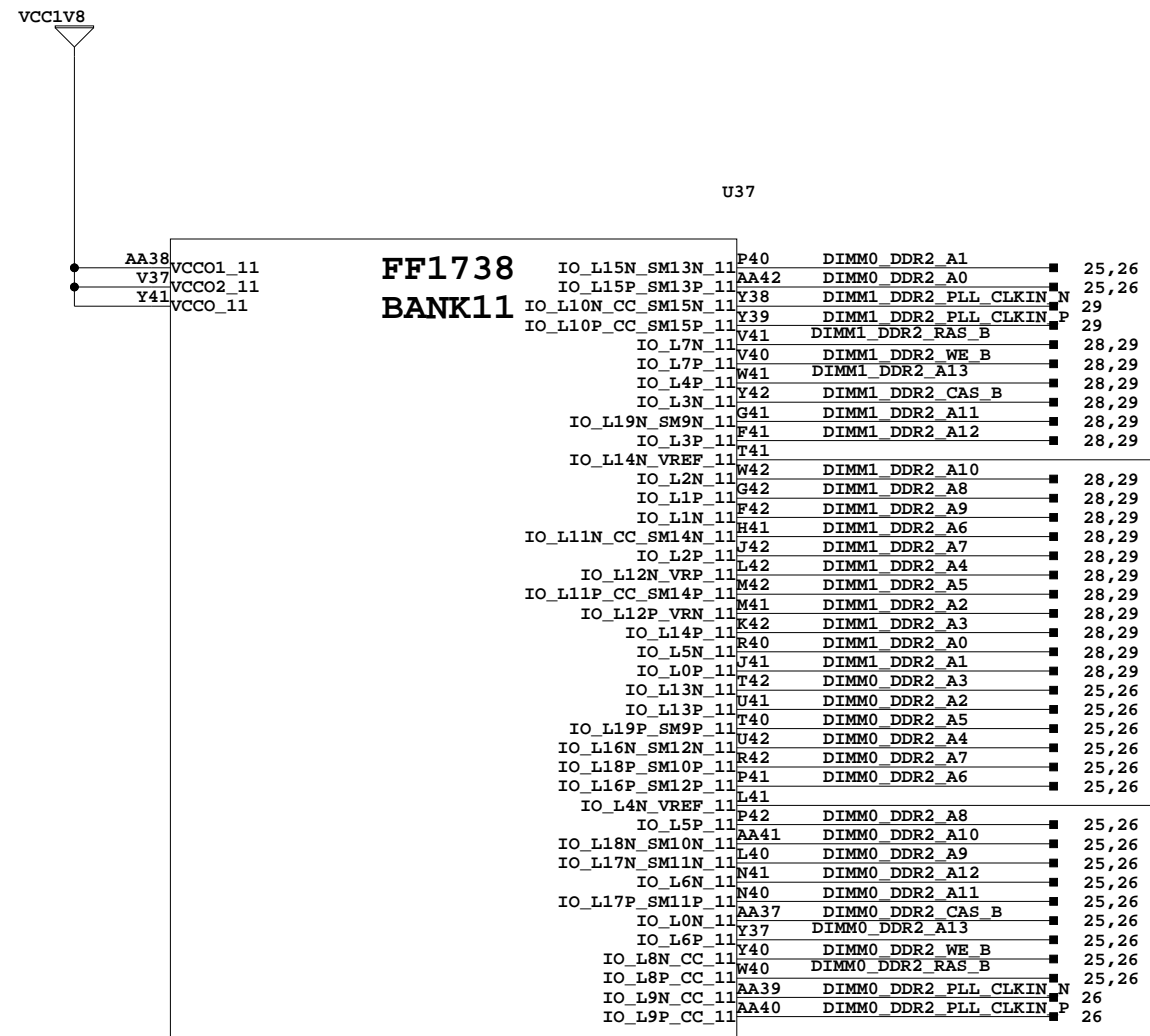 VCC1V8
U37
FF1738
BANK11
AA38 VCCO1_11
V37 VCCO2_11
Y41 VCCO_11
IO_L15N_SM13N_11 P40 DIMM0_DDR2_A1 25,26
IO_L15P_SM13P_11 AA42 DIMM0_DDR2_A0 25,26
IO_L10N_CC_SM15N_11 Y38 DIMM1_DDR2_PLL_CLKIN_N 29
IO_L10P_CC_SM15P_11 Y39 DIMM1_DDR2_PLL_CLKIN_P 29
IO_L7N_11 V41 DIMM1_DDR2_RAS_B 28,29
IO_L7P_11 V40 DIMM1_DDR2_WE_B 28,29
IO_L4P_11 W41 DIMM1_DDR2_A13 28,29
IO_L3N_11 Y42 DIMM1_DDR2_CAS_B 28,29
IO_L19N_SM9N_11 G41 DIMM1_DDR2_A11 28,29
IO_L3P_11 F41 DIMM1_DDR2_A12 28,29
IO_L14N_VREF_11 T41
IO_L2N_11 W42 DIMM1_DDR2_A10 28,29
IO_L1P_11 G42 DIMM1_DDR2_A8 28,29
IO_L1N_11 F42 DIMM1_DDR2_A9 28,29
IO_L11N_CC_SM14N_11 H41 DIMM1_DDR2_A6 28,29
IO_L2P_11 J42 DIMM1_DDR2_A7 28,29
IO_L12N_VRP_11 L42 DIMM1_DDR2_A4 28,29
IO_L11P_CC_SM14P_11 M42 DIMM1_DDR2_A5 28,29
IO_L12P_VRN_11 M41 DIMM1_DDR2_A2 28,29
IO_L14P_11 K42 DIMM1_DDR2_A3 28,29
IO_L5N_11 R40 DIMM1_DDR2_A0 28,29
IO_L0P_11 J41 DIMM1_DDR2_A1 28,29
IO_L13N_11 T42 DIMM0_DDR2_A3 25,26
IO_L13P_11 U41 DIMM0_DDR2_A2 25,26
IO_L19P_SM9P_11 T40 DIMM0_DDR2_A5 25,26
IO_L16N_SM12N_11 U42 DIMM0_DDR2_A4 25,26
IO_L18P_SM10P_11 R42 DIMM0_DDR2_A7 25,26
IO_L16P_SM12P_11 P41 DIMM0_DDR2_A6 25,26
IO_L4N_VREF_11 L41
IO_L5P_11 P42 DIMM0_DDR2_A8 25,26
IO_L18N_SM10N_11 AA41 DIMM0_DDR2_A10 25,26
IO_L17N_SM11N_11 L40 DIMM0_DDR2_A9 25,26
IO_L6N_11 N41 DIMM0_DDR2_A12 25,26
IO_L17P_SM11P_11 N40 DIMM0_DDR2_A11 25,26
IO_L0N_11 AA37 DIMM0_DDR2_CAS_B 25,26
IO_L6P_11 Y37 DIMM0_DDR2_A13 25,26
IO_L8N_CC_11 Y40 DIMM0_DDR2_WE_B 25,26
IO_L8P_CC_11 W40 DIMM0_DDR2_RAS_B 25,26
IO_L9N_CC_11 AA39 DIMM0_DDR2_PLL_CLKIN_N 26
IO_L9P_CC_11 AA40 DIMM0_DDR2_PLL_CLKIN_P 26